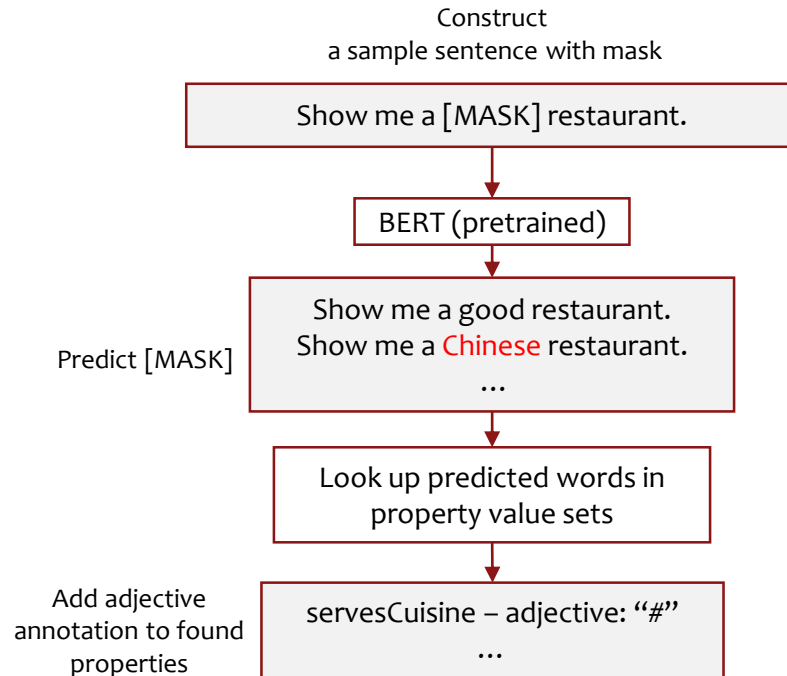 Construct
a sample sentence with mask
Show me a [MASK] restaurant.
BERT (pretrained)
Predict [MASK]
Show me a good restaurant.
Show me a Chinese restaurant.
...
Look up predicted words in
property value sets
Add adjective
annotation to found
properties
servesCuisine – adjective: “#”
...